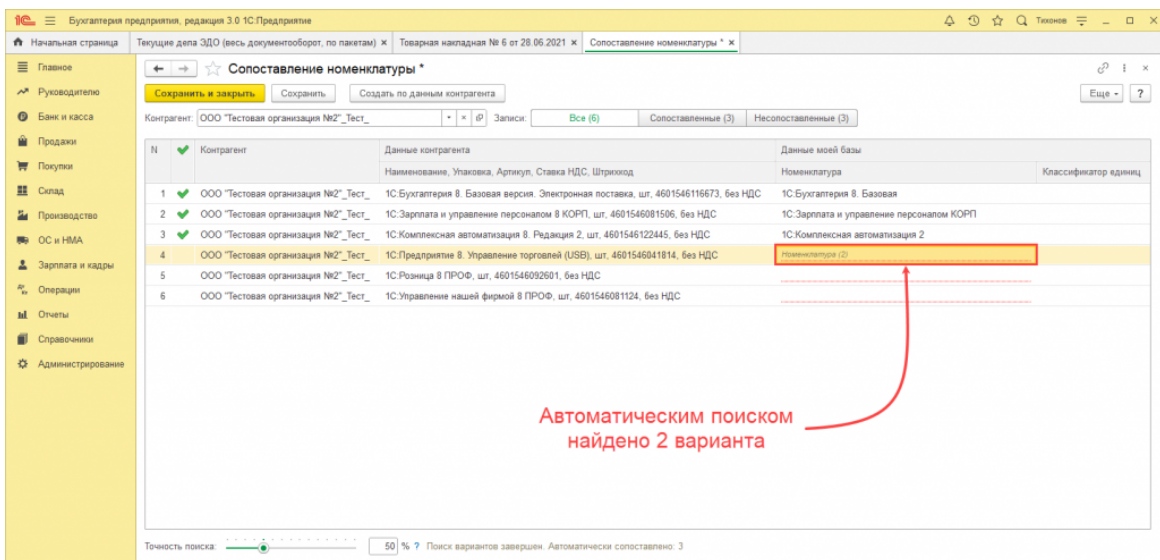 1С Бухгалтерия предприятия, редакция 3.0 1С:Предприятие Тихонов
Начальная страница Текущие дела ЭДО (весь документооборот, по пакетам) × Товарная накладная № 6 от 28.06.2021 × Сопоставление номенклатуры * ×
Главное
Руководителю
Банк и касса
Продажи
Покупки
Склад
Производство
ОС и НМА
Зарплата и кадры
Операции
Отчеты
Справочники
Администрирование
Сопоставление номенклатуры *
Сохранить и закрыть Сохранить Создать по данным контрагента Еще ?
Контрагент: ООО "Тестовая организация №2"_Тест_ Записи: Все (6) Сопоставленные (3) Несопоставленные (3)
N Контрагент Данные контрагента Данные моей базы
Наименование, Упаковка, Артикул, Ставка НДС, Штрихкод Номенклатура Классификатор единиц
1 ООО "Тестовая организация №2"_Тест_ 1С:Бухгалтерия 8. Базовая версия. Электронная поставка, шт, 4601546116673, без НДС 1С:Бухгалтерия 8. Базовая
2 ООО "Тестовая организация №2"_Тест_ 1С:Зарплата и управление персоналом 8 КОРП, шт, 4601546081506, без НДС 1С:Зарплата и управление персоналом КОРП
3 ООО "Тестовая организация №2"_Тест_ 1С:Комплексная автоматизация 8. Редакция 2, шт, 4601546122445, без НДС 1С:Комплексная автоматизация 2
4 ООО "Тестовая организация №2"_Тест_ 1С:Предприятие 8. Управление торговлей (USB), шт, 4601546041814, без НДС Номенклатура (2)
5 ООО "Тестовая организация №2"_Тест_ 1С:Розница 8 ПРОФ, шт, 4601546092601, без НДС
6 ООО "Тестовая организация №2"_Тест_ 1С:Управление нашей фирмой 8 ПРОФ, шт, 4601546081124, без НДС
Автоматическим поиском
найдено 2 варианта
Точность поиска: 50 % ? Поиск вариантов завершен. Автоматически сопоставлено: 3